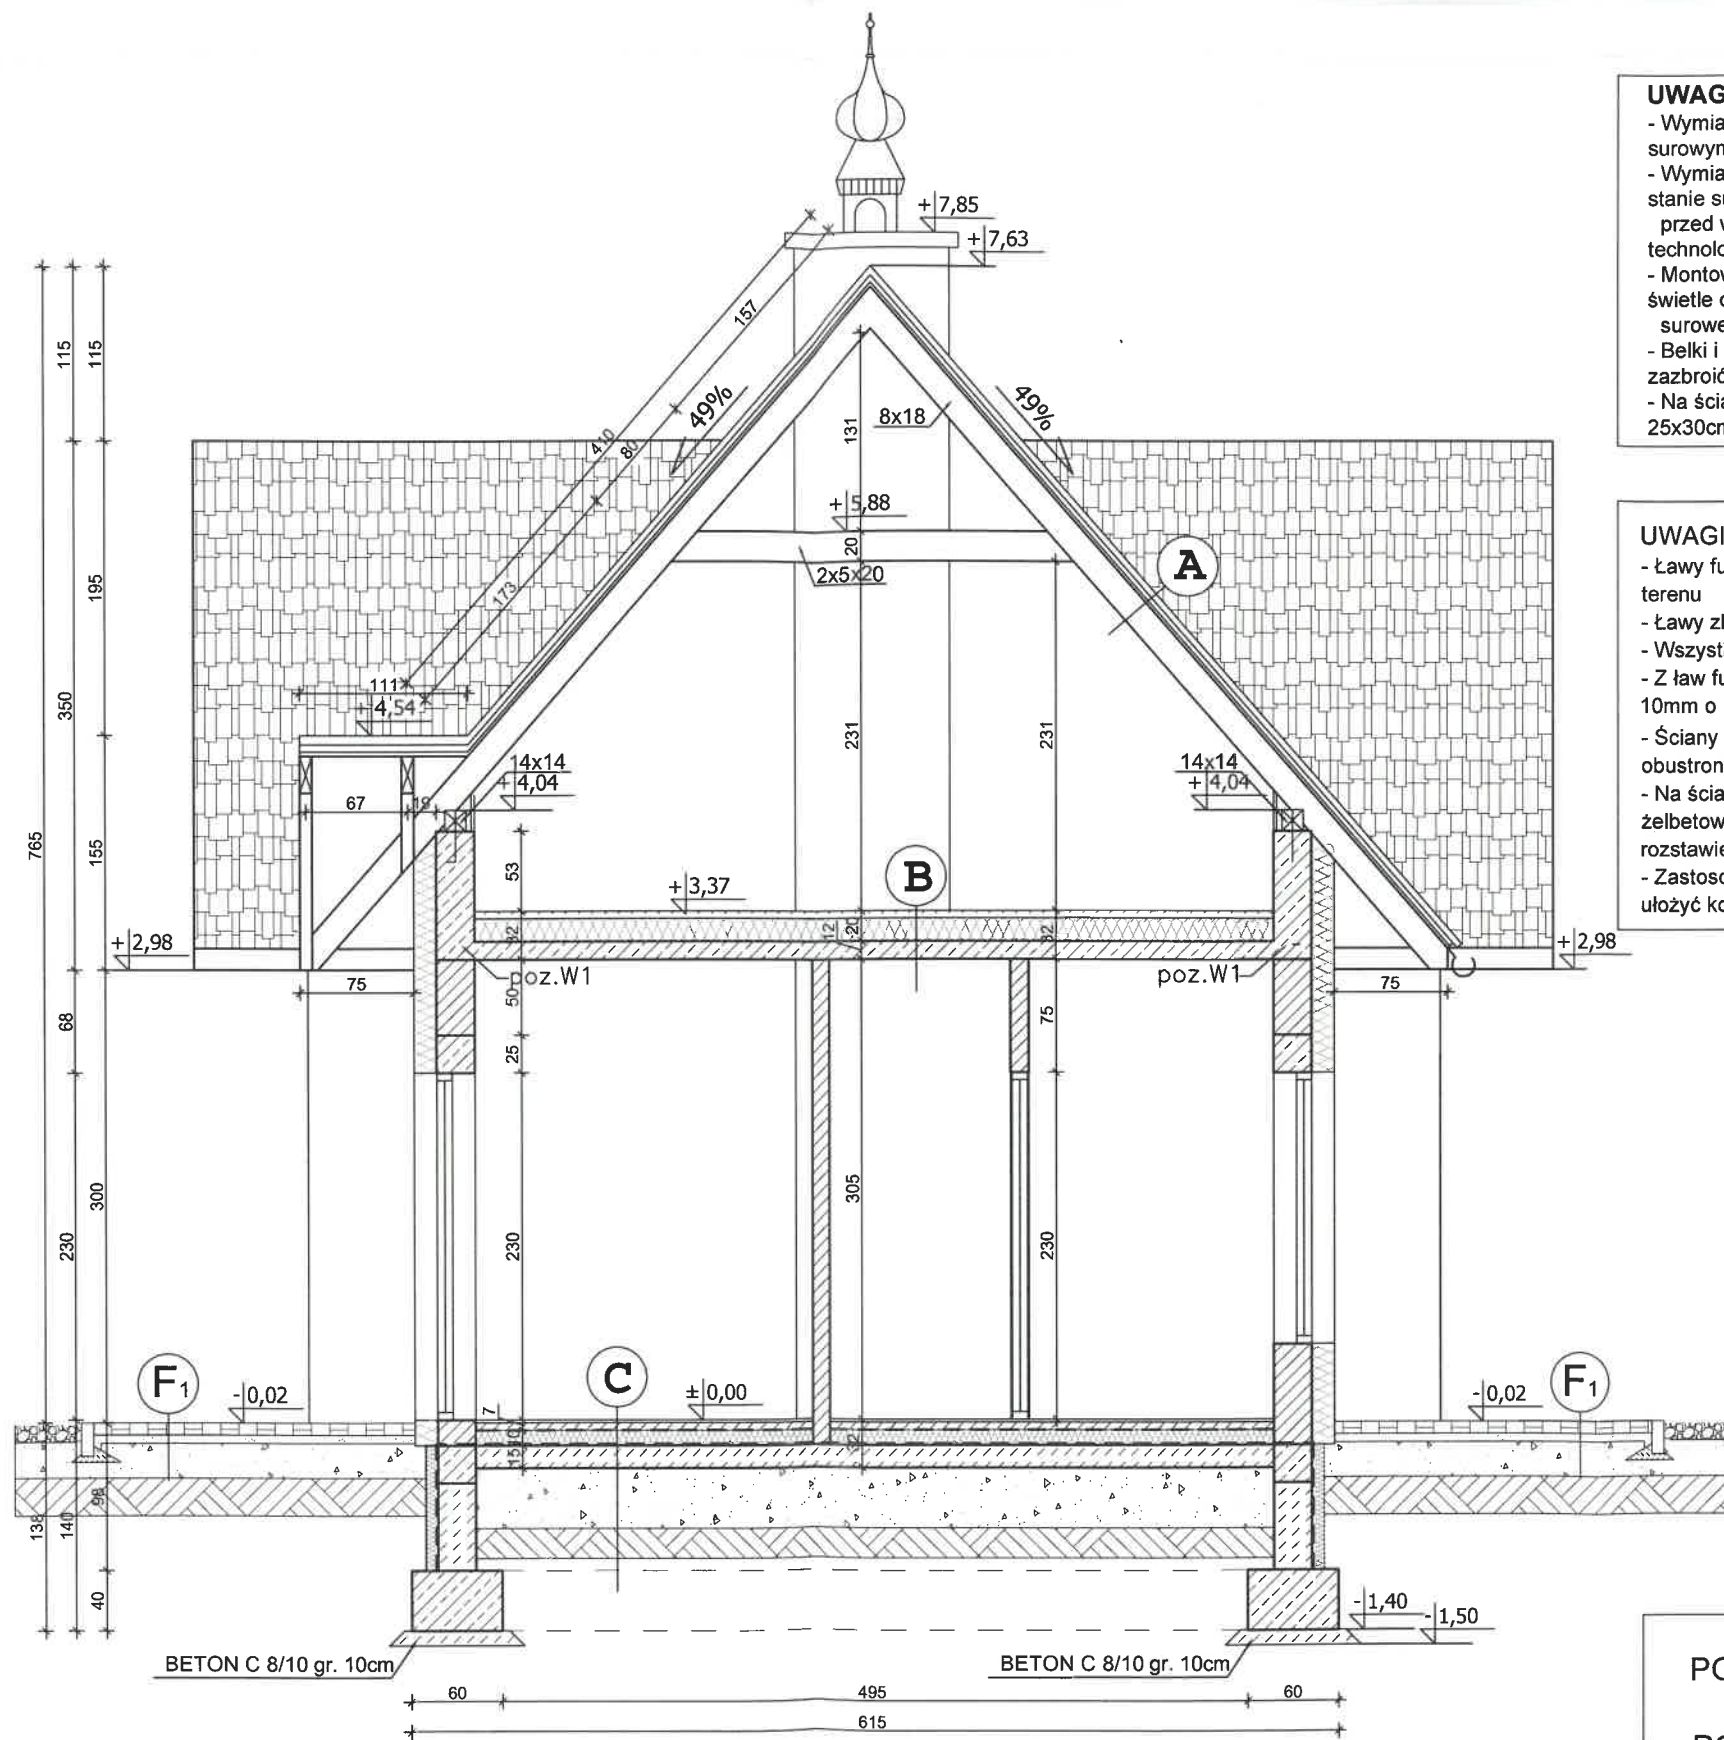 UWAG
- Wymia
surowym
- Wymia
stanie su
przed w
technolo
- Montow
świetle o
surowe
- Belki i
zazbroić
- Na ścia
25x30cm
UWAGI
- Ławy fu
terenu
- Ławy zl
- Wszyst
- Z ław fu
10mm o
- Ściany
obustron
- Na ścia
żelbetow
rozstawie
- Zastoso
ułożyć ko
+7,85
+7,63
157
410
80
173
49%
49%
8x18
131
+5,88
20
2x5x20
A
115
115
195
350
765
155
111
+4,54
67
19
14x14
+4,04
14x14
+4,04
231
231
53
+3,37
B
32
12
20
32
+2,98
+2,98
poz.W1
poz.W1
75
75
50
25
75
68
300
230
230
305
230
F1
-0,02
C
±0,00
7
-0,02
F1
15
10
32
98
138
140
40
-1,40
-1,50
BETON C 8/10 gr. 10cm
BETON C 8/10 gr. 10cm
60
495
60
615
PO